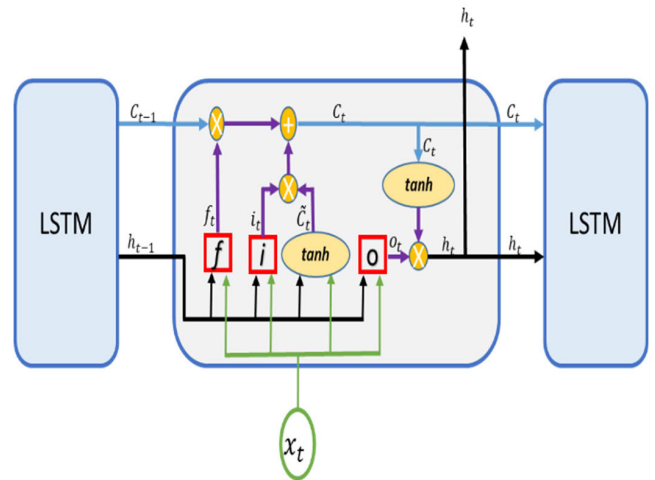 h_t
C_{t-1}
×
+
C_t
C_t
C_t
tanh
LSTM
×
f_t
i_t
C̃_t
LSTM
h_{t-1}
f
i
tanh
o
o_t
×
h_t
h_t
x_t